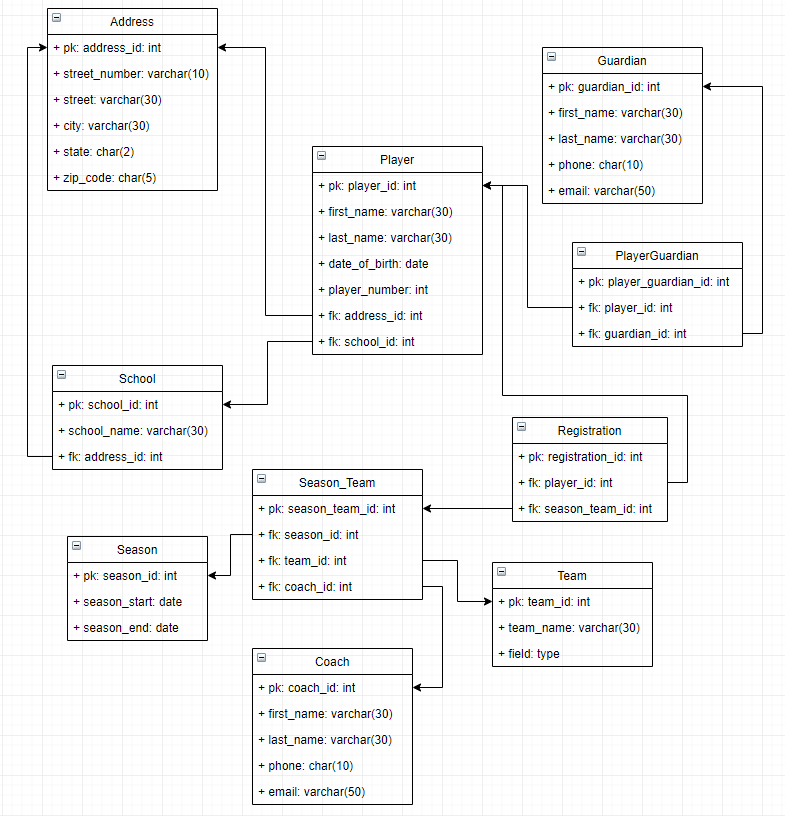 Address
+ pk: address_id: int
+ street_number: varchar(10)
+ street: varchar(30)
+ city: varchar(30)
+ state: char(2)
+ zip_code: char(5)
Guardian
+ pk: guardian_id: int
+ first_name: varchar(30)
+ last_name: varchar(30)
+ phone: char(10)
+ email: varchar(50)
Player
+ pk: player_id: int
+ first_name: varchar(30)
+ last_name: varchar(30)
+ date_of_birth: date
+ player_number: int
+ fk: address_id: int
+ fk: school_id: int
PlayerGuardian
+ pk: player_guardian_id: int
+ fk: player_id: int
+ fk: guardian_id: int
School
+ pk: school_id: int
+ school_name: varchar(30)
+ fk: address_id: int
Registration
+ pk: registration_id: int
+ fk: player_id: int
+ fk: season_team_id: int
Season_Team
+ pk: season_team_id: int
+ fk: season_id: int
+ fk: team_id: int
+ fk: coach_id: int
Season
+ pk: season_id: int
+ season_start: date
+ season_end: date
Team
+ pk: team_id: int
+ team_name: varchar(30)
+ field: type
Coach
+ pk: coach_id: int
+ first_name: varchar(30)
+ last_name: varchar(30)
+ phone: char(10)
+ email: varchar(50)